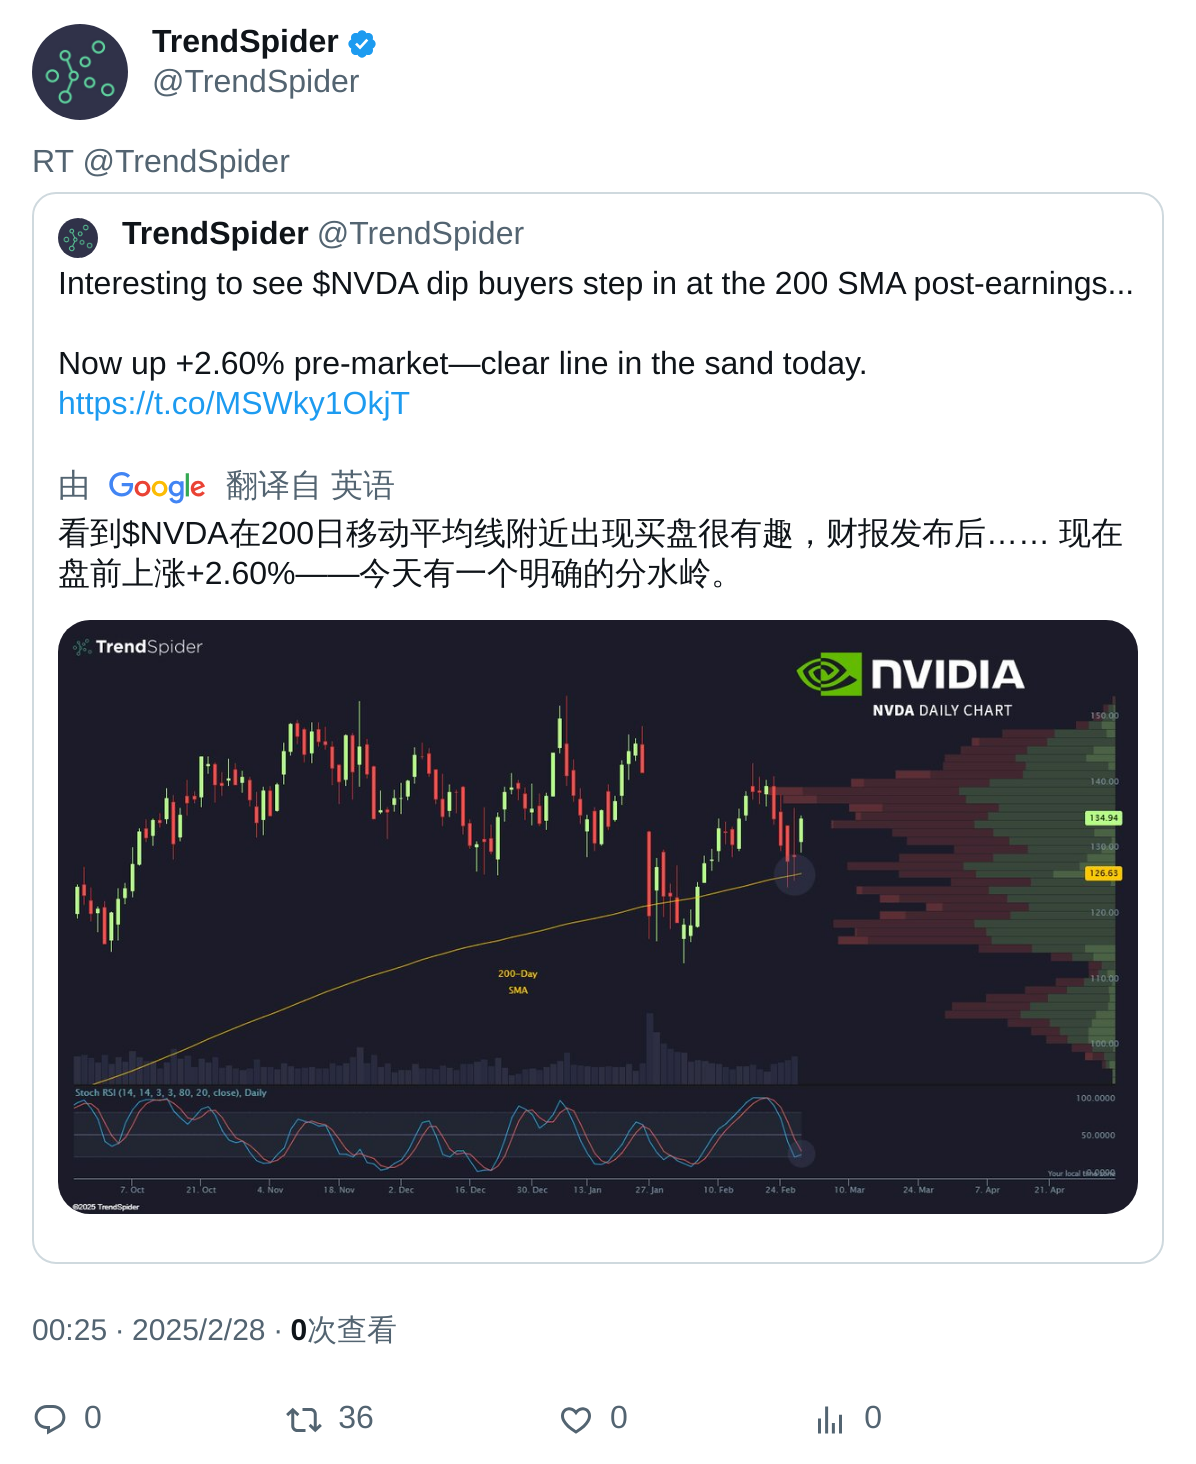 TrendSpider
@TrendSpider
RT @TrendSpider
TrendSpider @TrendSpider
Interesting to see $NVDA dip buyers step in at the 200 SMA post-earnings...
Now up +2.60% pre-market—clear line in the sand today.
https://t.co/MSWky1OkjT
由 Google 翻译自 英语
看到$NVDA在200日移动平均线附近出现买盘很有趣，财报发布后…… 现在
盘前上涨+2.60%——今天有一个明确的分水岭。
TrendSpider
NVIDIA
NVDA DAILY CHART
150.00
140.00
134.94
130.00
126.63
120.00
110.00
100.00
200-Day
SMA
Stoch RSI (14, 14, 3, 3, 80, 20, close), Daily
100.0000
50.0000
0.0000
Your local time zone
7. Oct 21. Oct 4. Nov 18. Nov 2. Dec 16. Dec 30. Dec 13. Jan 27. Jan 10. Feb 24. Feb 10. Mar 24. Mar 7. Apr 21. Apr
©2025 TrendSpider
00:25 · 2025/2/28 · 0次查看
0 36 0 0